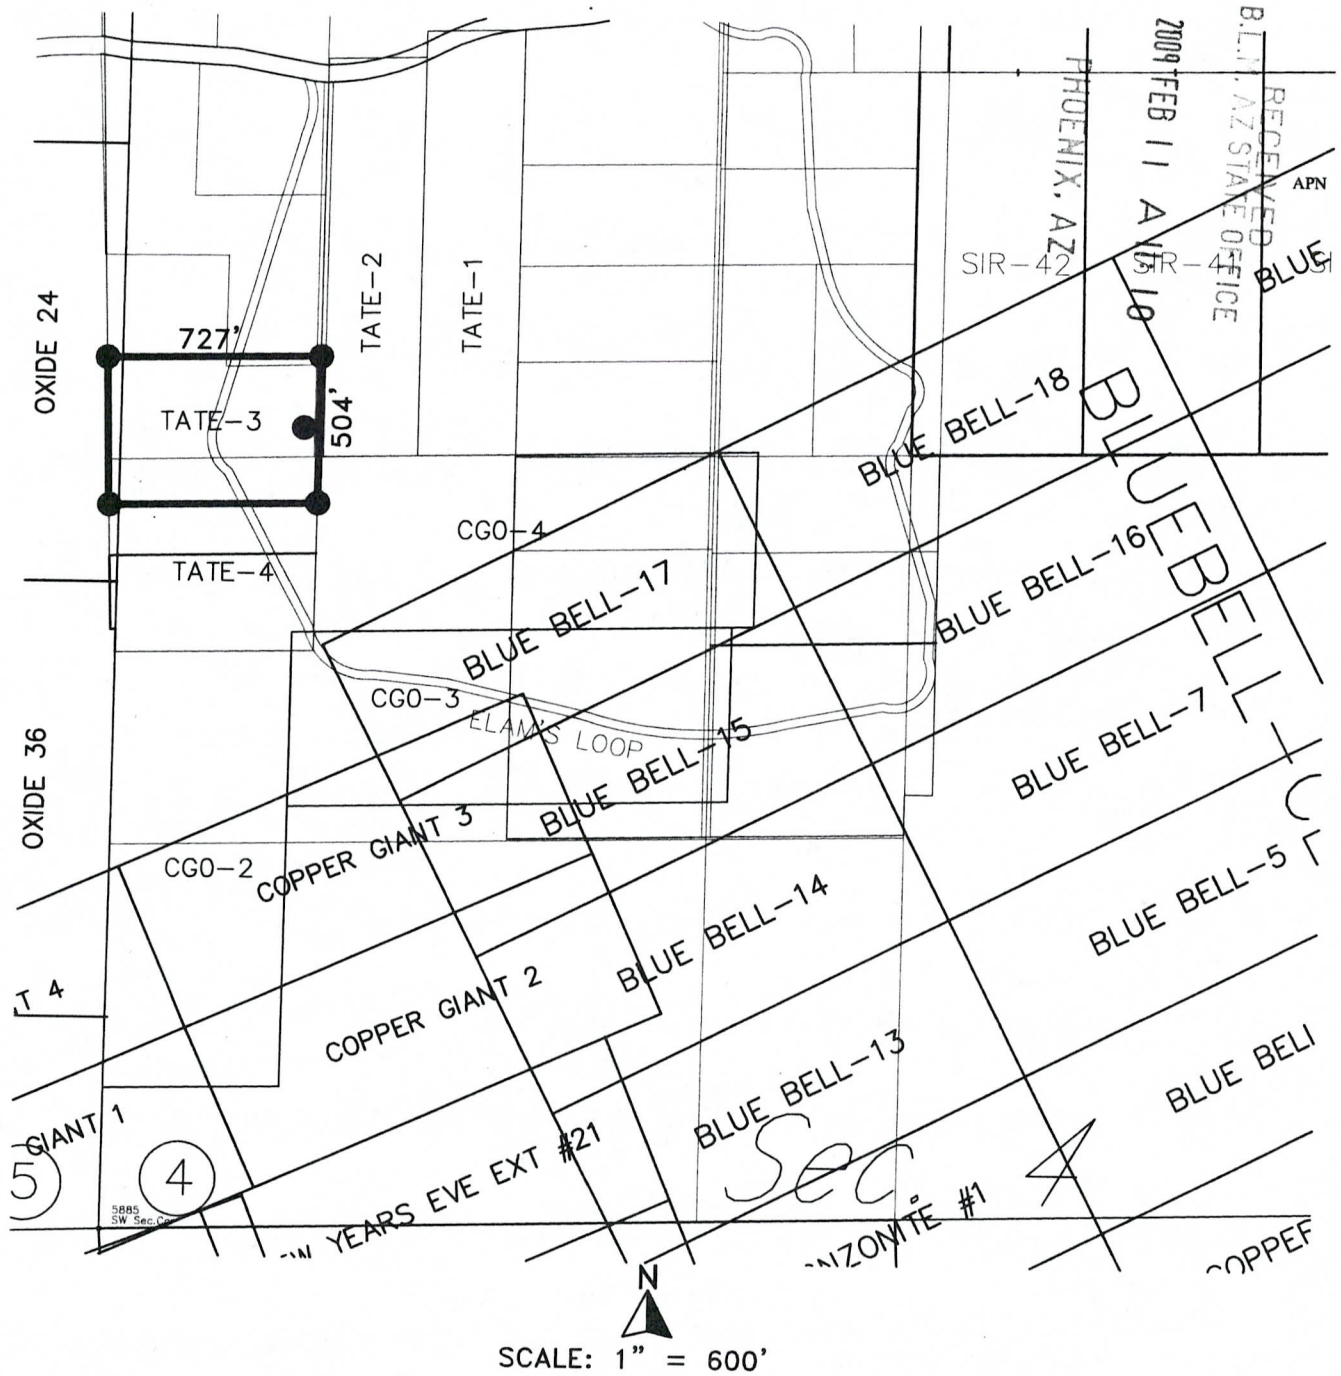 B.L.M. AZ STATE OFFICE
RECEIVED
2009 FEB 11 A 11: 10
PHOENIX, AZ
APN
BLUE
SIR-42
SIR-41
SI
OXIDE 24
TATE-2
TATE-1
727'
504'
TATE-3
BLUE BELL-18
BLUEBELL
CGO-4
TATE-4
BLUE BELL-17
BLUE BELL-16
CGO-3
ELAM'S LOOP
BLUE BELL-15
BLUE BELL-7
OXIDE 36
COPPER GIANT 3
CGO-2
BLUE BELL-14
BLUE BELL-5
T 4
COPPER GIANT 2
BLUE BELL-13
BLUE BELL
GIANT 1
5
4
5885
SW Sec.Cor
YEARS EVE EXT #21
Sec. 4
NZONITE #1
COPPER
N
SCALE: 1" = 600'